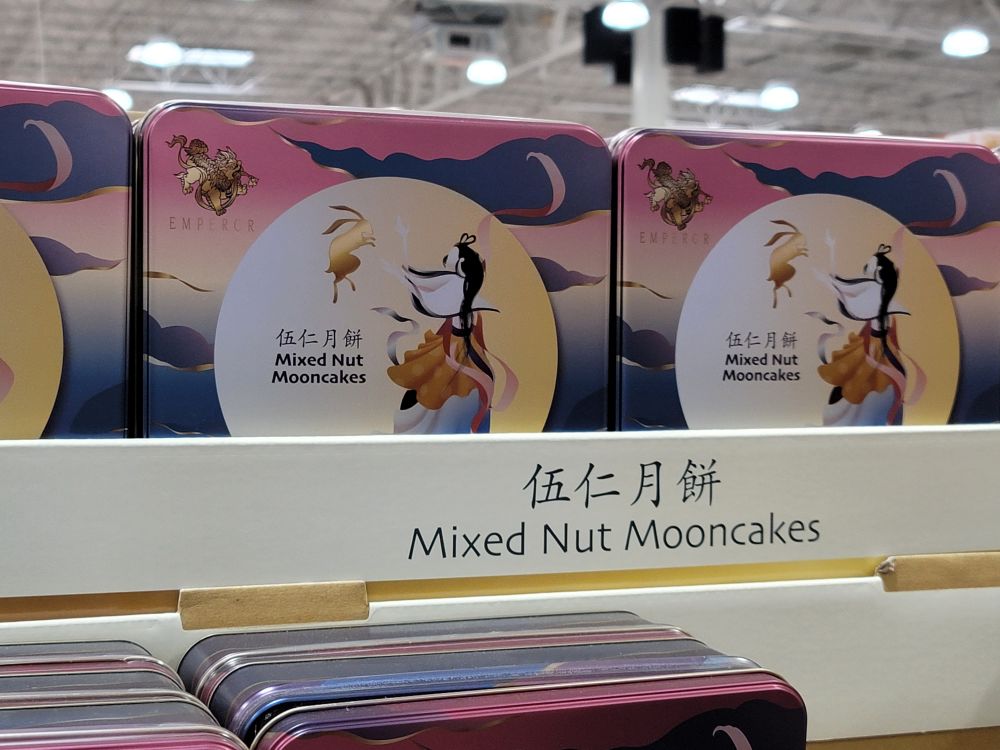 EMPEROR
伍仁月餅
Mixed Nut
Mooncakes
EMPEROR
伍仁月餅
Mixed Nut
Mooncakes
伍仁月餅
Mixed Nut Mooncakes